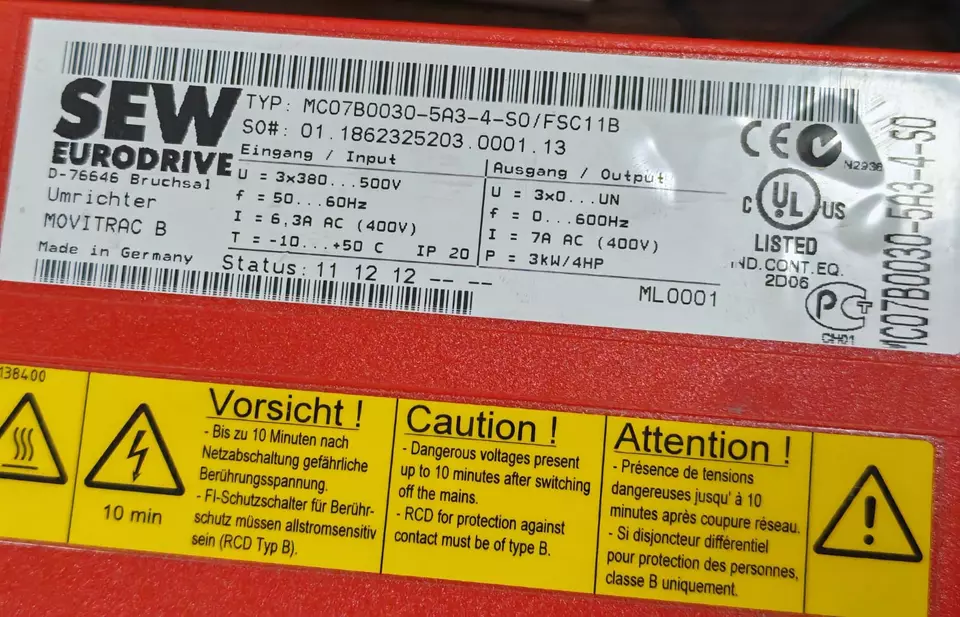 SEW
EURODRIVE
D-76646 Bruchsal
Umrichter
MOVITRAC B
Made in Germany
TYP: MC07B0030-5A3-4-S0/FSC11B
SO#: 01.1862325203.0001.13
Eingang / Input
U = 3x380...500V
f = 50...60Hz
I = 6,3A AC (400V)
T = -10...+50 C IP 20
Status: 11 12 12 -- --
Ausgang / Output
U = 3x0...UN
f = 0...600Hz
I = 7A AC (400V)
P = 3kW/4HP
ML0001
CE
N2936
C UL US
LISTED
IND.CONT.EQ.
2D06
PCT
CH01
MC07B0030-5A3-4-S0
138400
10 min
Vorsicht !
- Bis zu 10 Minuten nach
Netzabschaltung gefährliche
Berührungsspannung.
- FI-Schutzschalter für Berühr-
schutz müssen allstromsensitiv
sein (RCD Typ B).
Caution !
- Dangerous voltages present
up to 10 minutes after switching
off the mains.
- RCD for protection against
contact must be of type B.
Attention !
- Présence de tensions
dangereuses jusqu' à 10
minutes après coupure réseau.
- Si disjoncteur différentiel
pour protection des personnes,
classe B uniquement.